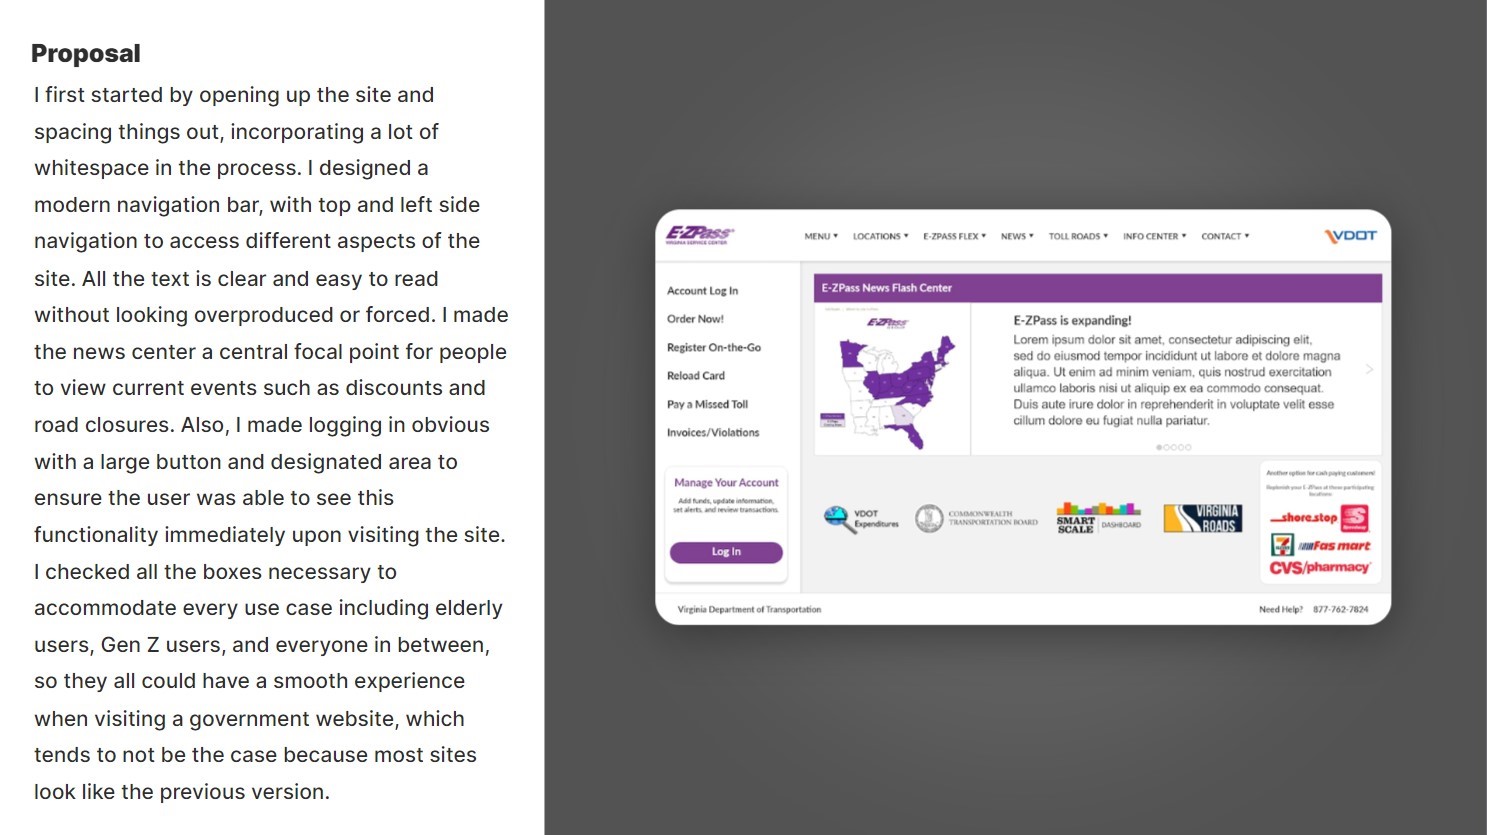 Proposal
I first started by opening up the site and
spacing things out, incorporating a lot of
whitespace in the process. I designed a
modern navigation bar, with top and left side
navigation to access different aspects of the
site. All the text is clear and easy to read
without looking overproduced or forced. I made
the news center a central focal point for people
to view current events such as discounts and
road closures. Also, I made logging in obvious
with a large button and designated area to
ensure the user was able to see this
functionality immediately upon visiting the site.
I checked all the boxes necessary to
accommodate every use case including elderly
users, Gen Z users, and everyone in between,
so they all could have a smooth experience
when visiting a government website, which
tends to not be the case because most sites
look like the previous version.
E-ZPass
VIRGINIA SERVICE CENTER
MENU LOCATIONS E-ZPASS FLEX NEWS TOLL ROADS INFO CENTER CONTACT
VDOT
Account Log In
Order Now!
Register On-the-Go
Reload Card
Pay a Missed Toll
Invoices/Violations
Manage Your Account
Add funds, update information,
set alerts, and review transactions.
Log In
E-ZPass News Flash Center
E-ZPass
E-ZPass is expanding!
Lorem ipsum dolor sit amet, consectetur adipiscing elit,
sed do eiusmod tempor incididunt ut labore et dolore magna
aliqua. Ut enim ad minim veniam, quis nostrud exercitation
ullamco laboris nisi ut aliquip ex ea commodo consequat.
Duis aute irure dolor in reprehenderit in voluptate velit esse
cillum dolore eu fugiat nulla pariatur.
VDOT
Expenditures
COMMONWEALTH
TRANSPORTATION BOARD
SMART
SCALE DASHBOARD
VIRGINIA
ROADS
Another option for cash paying customers!
Replenish your E-ZPass at these participating
locations:
shore stop
Fas mart
CVS/pharmacy
Virginia Department of Transportation
Need Help? 877-762-7824